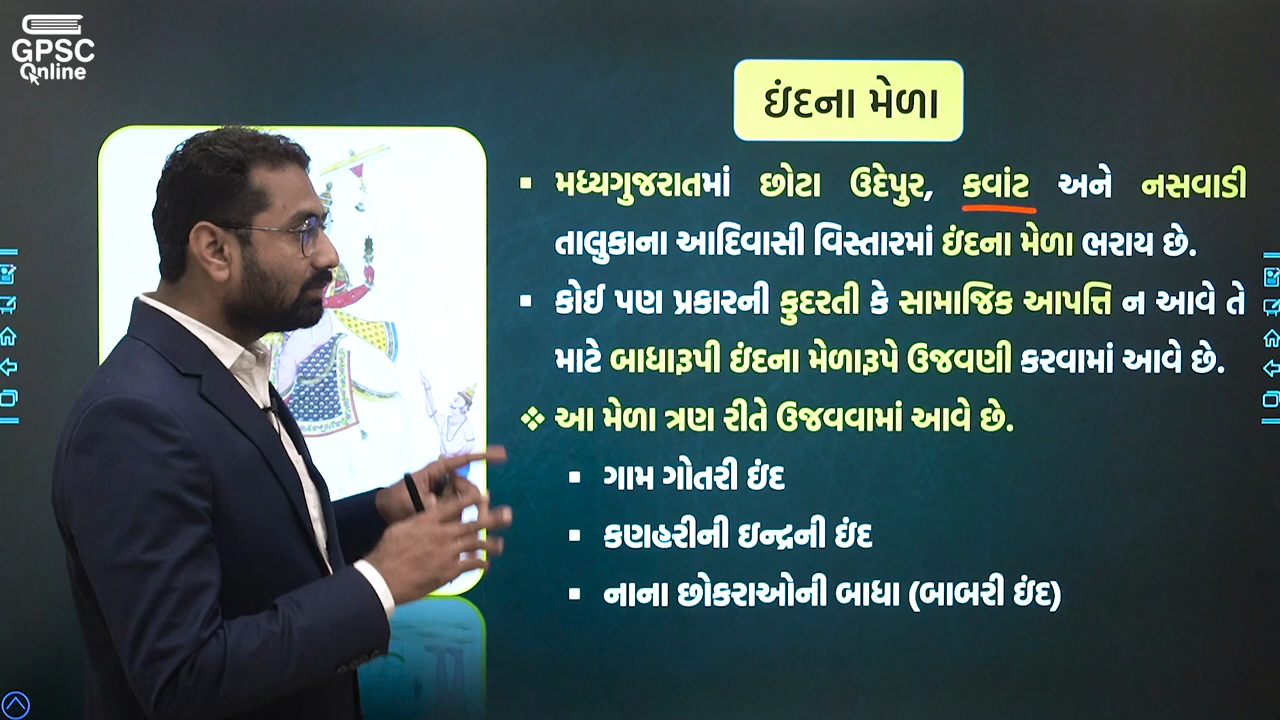 GPSC
Online
ઇંદના મેળા
▪ મધ્યગુજરાતમાં છોટા ઉદેપુર, કવાંટ અને નસવાડી
તાલુકાના આદિવાસી વિસ્તારમાં ઇંદના મેળા ભરાય છે.
▪ કોઇ પણ પ્રકારની કુદરતી કે સામાજિક આપત્તિ ન આવે તે
માટે બાધારૂપી ઇંદના મેળારૂપે ઉજવણી કરવામાં આવે છે.
❖ આ મેળા ત્રણ રીતે ઉજવવામાં આવે છે.
▪ ગામ ગોતરી ઇંદ
▪ કણહરીની ઇન્દ્રની ઇંદ
▪ નાના છોકરાઓની બાધા (બાબરી ઇંદ)